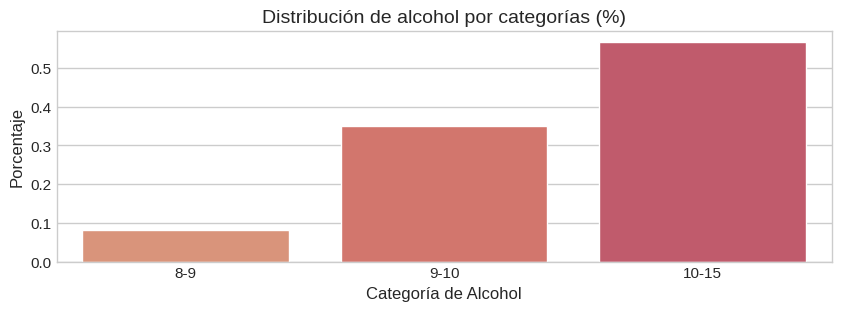 Distribución de alcohol por categorías (%)
Porcentaje
0.5
0.4
0.3
0.2
0.1
0.0
8-9 9-10 10-15
Categoría de Alcohol